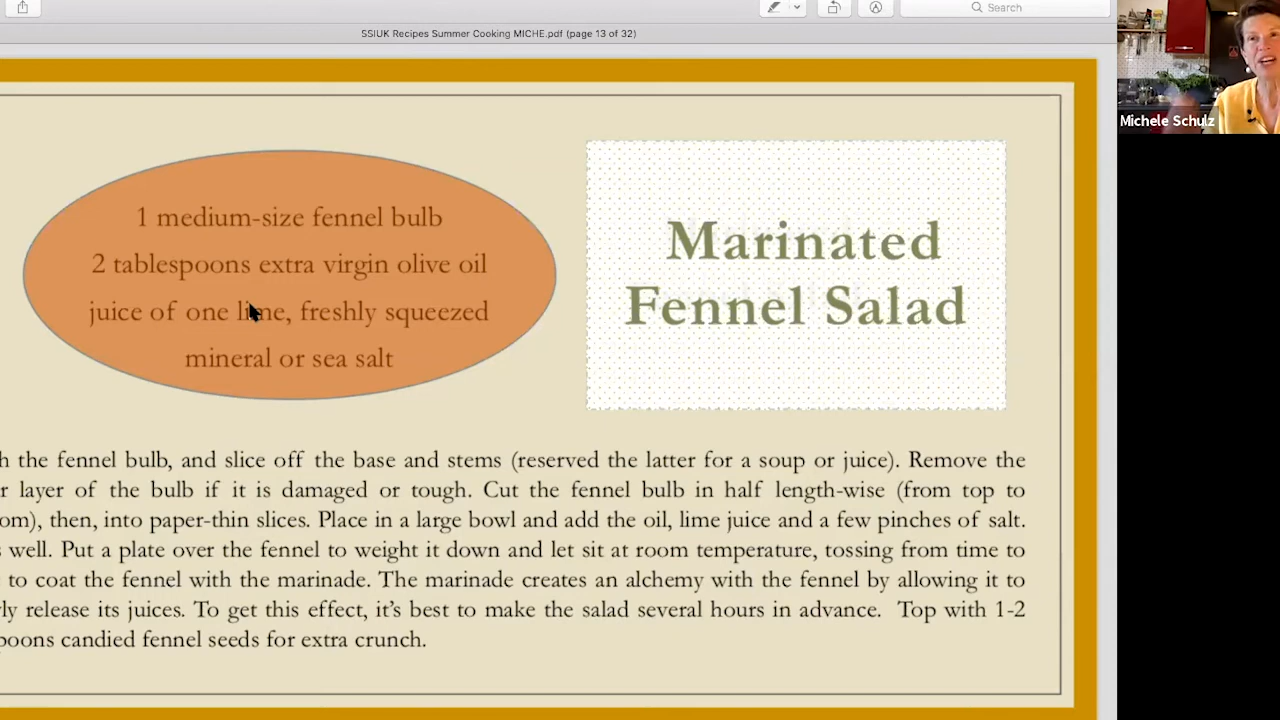 Search
SSIUK Recipes Summer Cooking MICHE.pdf (page 13 of 32)
Michele Schulz
1 medium-size fennel bulb
2 tablespoons extra virgin olive oil
juice of one lime, freshly squeezed
mineral or sea salt
Marinated
Fennel Salad
h the fennel bulb, and slice off the base and stems (reserved the latter for a soup or juice). Remove the
r layer of the bulb if it is damaged or tough. Cut the fennel bulb in half length-wise (from top to
om), then, into paper-thin slices. Place in a large bowl and add the oil, lime juice and a few pinches of salt.
s well. Put a plate over the fennel to weight it down and let sit at room temperature, tossing from time to
to coat the fennel with the marinade. The marinade creates an alchemy with the fennel by allowing it to
ly release its juices. To get this effect, it’s best to make the salad several hours in advance. Top with 1-2
poons candied fennel seeds for extra crunch.